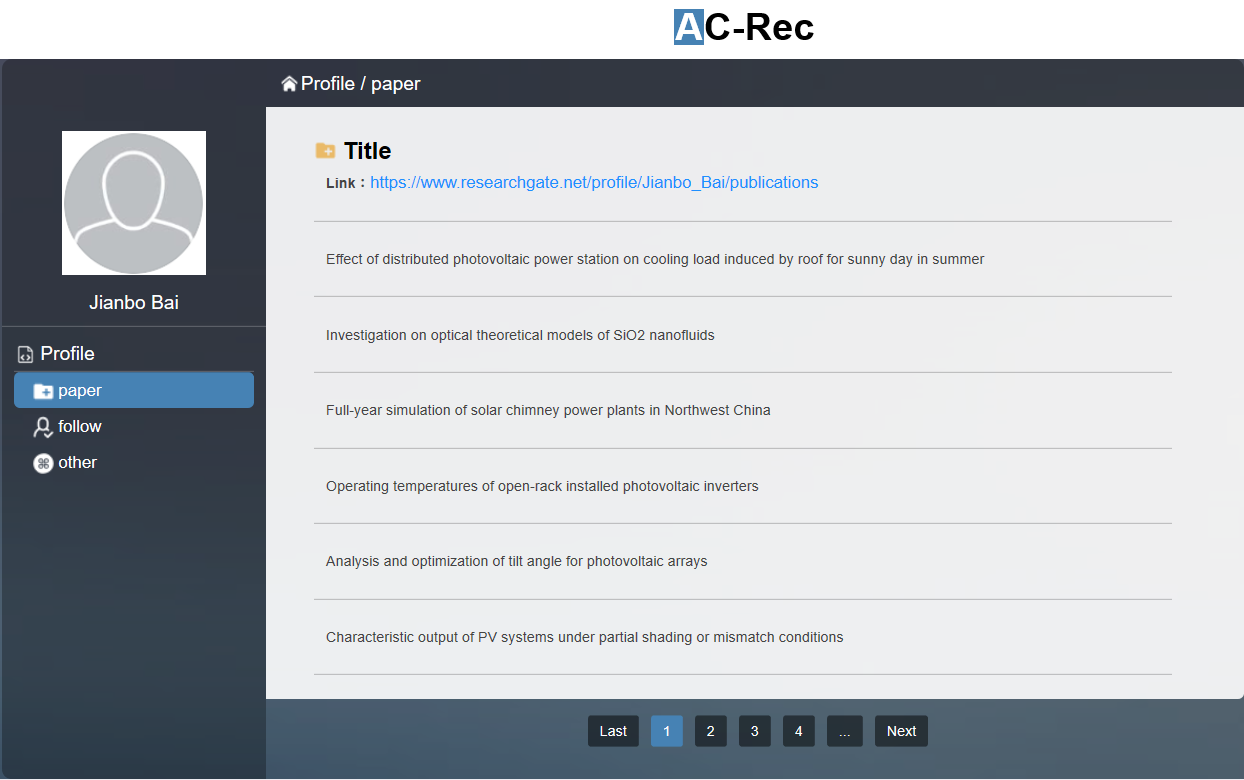 AC-Rec
Profile / paper
Jianbo Bai
Profile
paper
follow
other
Title
Link：https://www.researchgate.net/profile/Jianbo_Bai/publications
Effect of distributed photovoltaic power station on cooling load induced by roof for sunny day in summer
Investigation on optical theoretical models of SiO2 nanofluids
Full-year simulation of solar chimney power plants in Northwest China
Operating temperatures of open-rack installed photovoltaic inverters
Analysis and optimization of tilt angle for photovoltaic arrays
Characteristic output of PV systems under partial shading or mismatch conditions
Last 1 2 3 4 ... Next